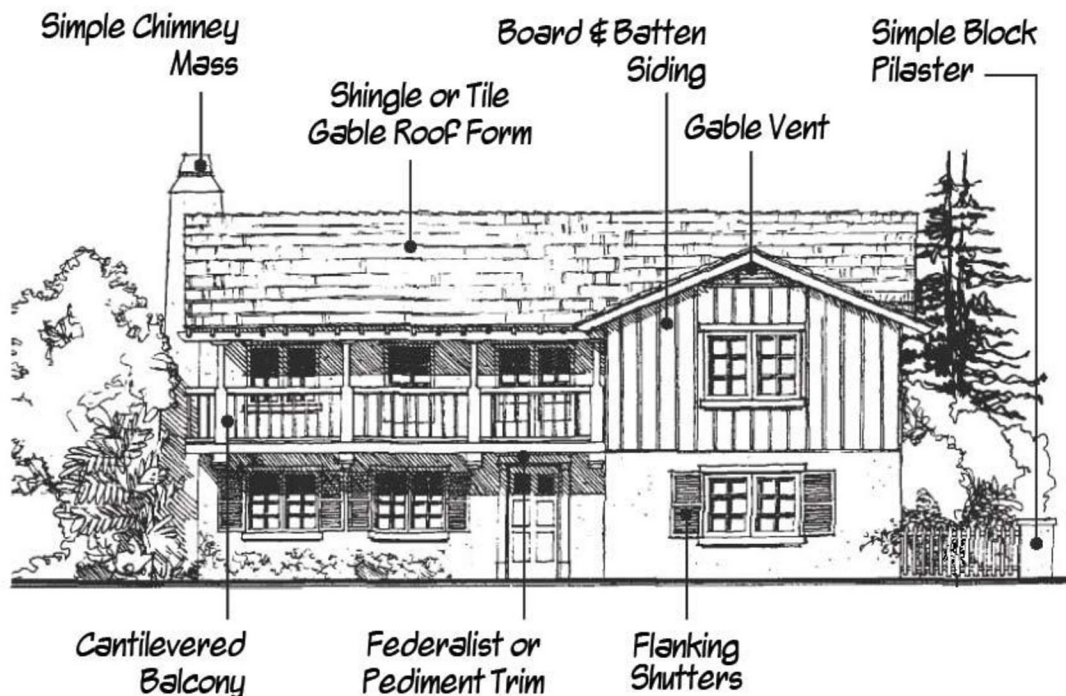 Simple Chimney
Mass
Shingle or Tile
Gable Roof Form
Board & Batten
Siding
Gable Vent
Simple Block
Pilaster
Cantilevered
Balcony
Federalist or
Pediment Trim
Flanking
Shutters